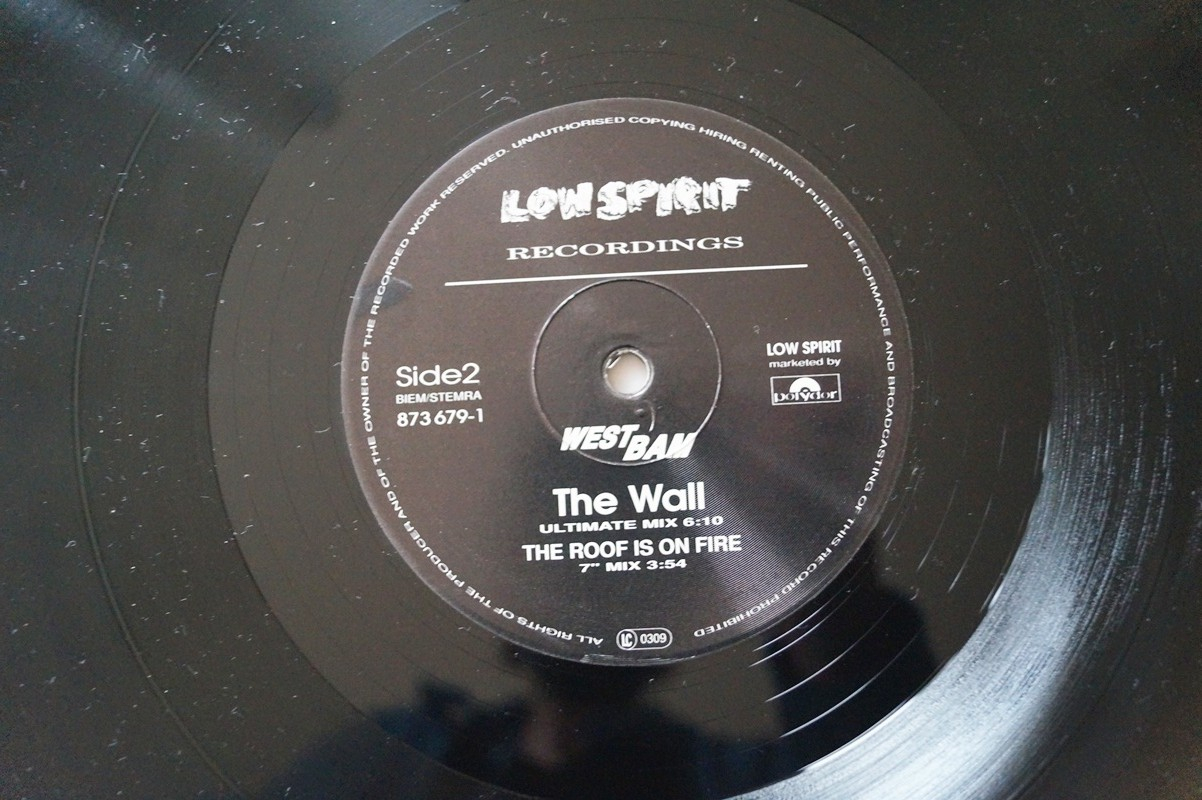 LOW SPIRIT
RECORDINGS
Side2
BIEM/STEMRA
873 679-1
LOW SPIRIT
marketed by
polydor
WESTBAM
The Wall
ULTIMATE MIX 6:10
THE ROOF IS ON FIRE
7" MIX 3:54
LC 0309
ALL RIGHTS OF THE PRODUCER AND OF THE OWNER OF THE RECORDED WORK RESERVED. UNAUTHORISED COPYING HIRING RENTING PUBLIC PERFORMANCE AND BROADCASTING OF THIS RECORD PROHIBITED